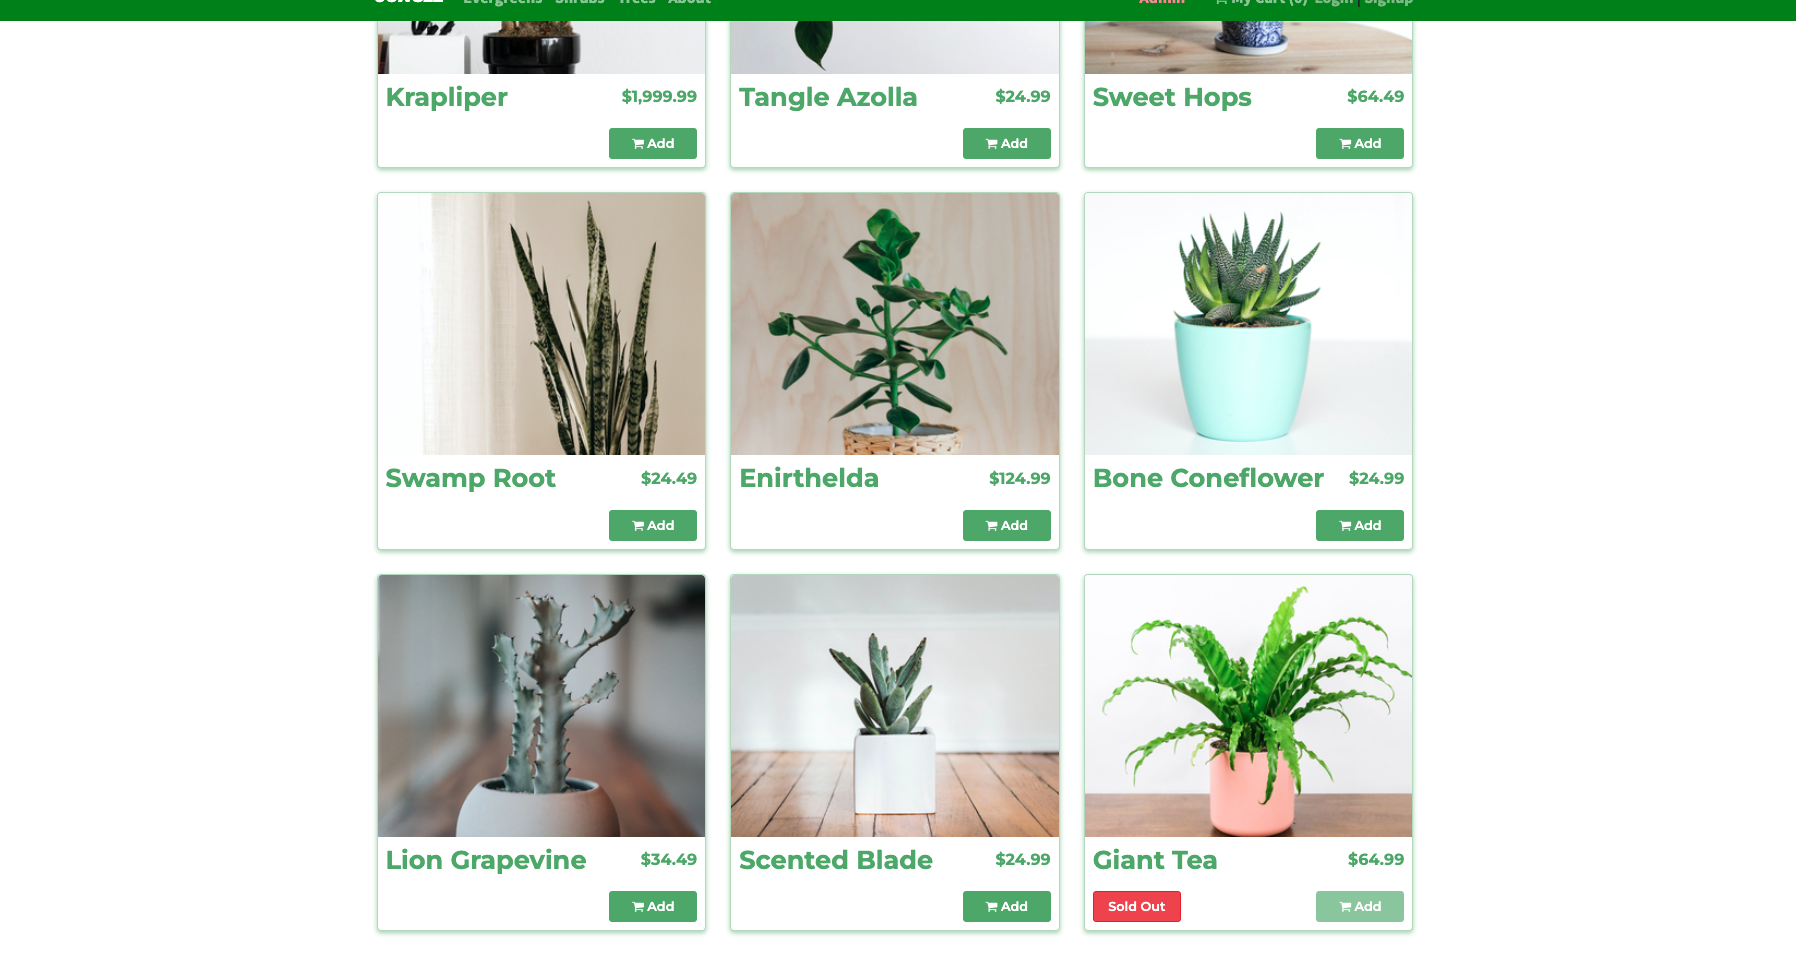 Evergreens Shrubs Trees About Admin My Cart (0) Login | Signup
Krapliper $1,999.99
Add
Tangle Azolla $24.99
Add
Sweet Hops $64.49
Add
Swamp Root $24.49
Add
Enirthelda $124.99
Add
Bone Coneflower $24.99
Add
Lion Grapevine $34.49
Add
Scented Blade $24.99
Add
Giant Tea $64.99
Sold Out Add